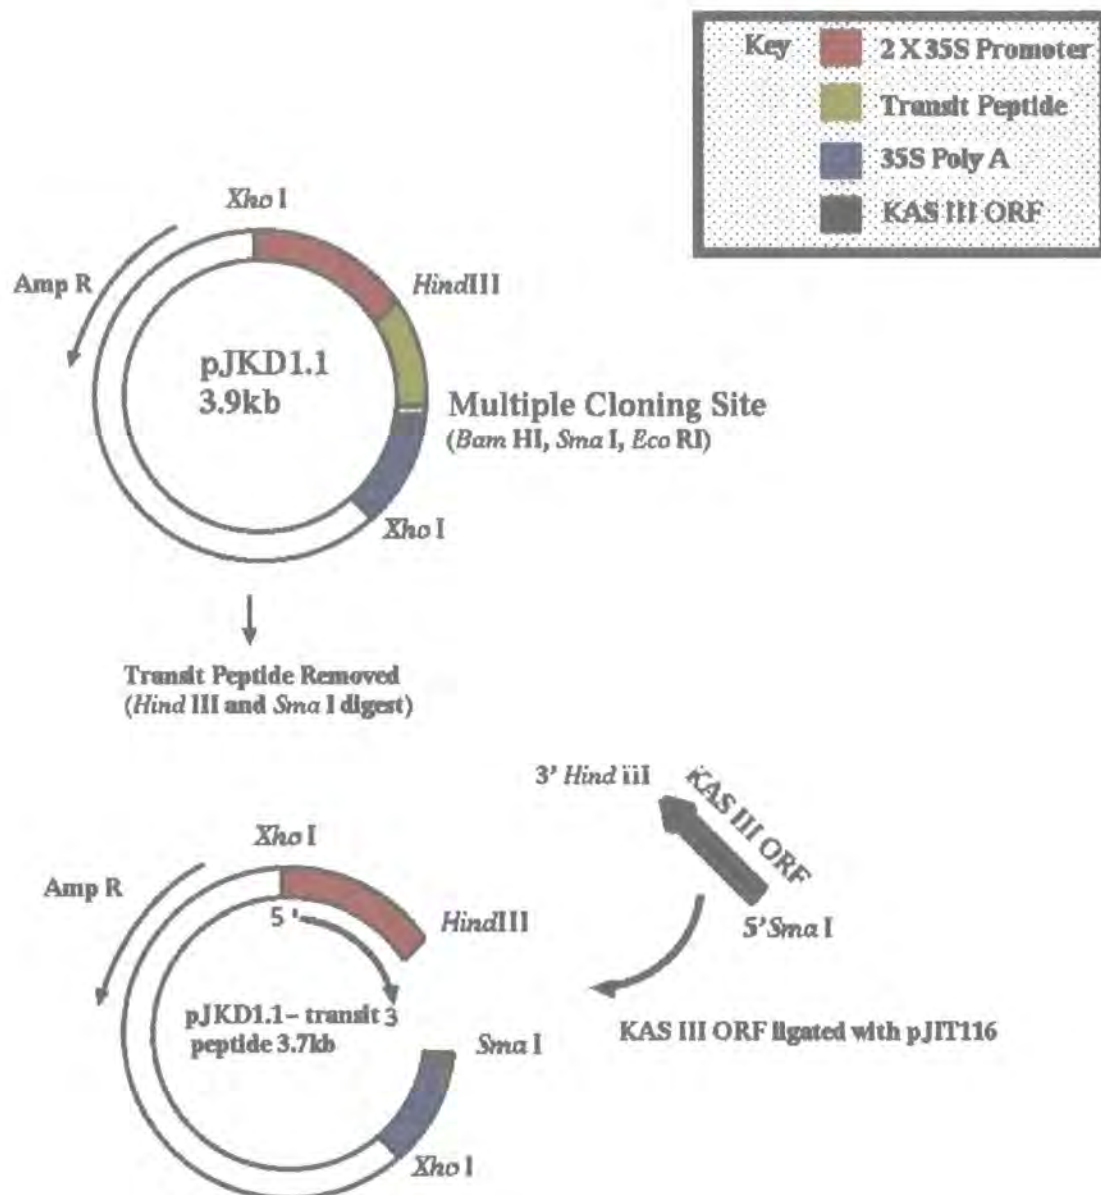 Key
2 X 35S Promoter
Transit Peptide
35S Poly A
KAS III ORF
Xho I
Amp R
HindIII
pJKD1.1
3.9kb
Multiple Cloning Site
(Bam HI, Sma I, Eco RI)
Xho I
Transit Peptide Removed
(Hind III and Sma I digest)
3' Hind III
KAS III ORF
5' Sma I
Xho I
Amp R
5'
HindIII
pJKD1.1– transit 3
peptide 3.7kb
Sma I
KAS III ORF ligated with pJIT116
Xho I